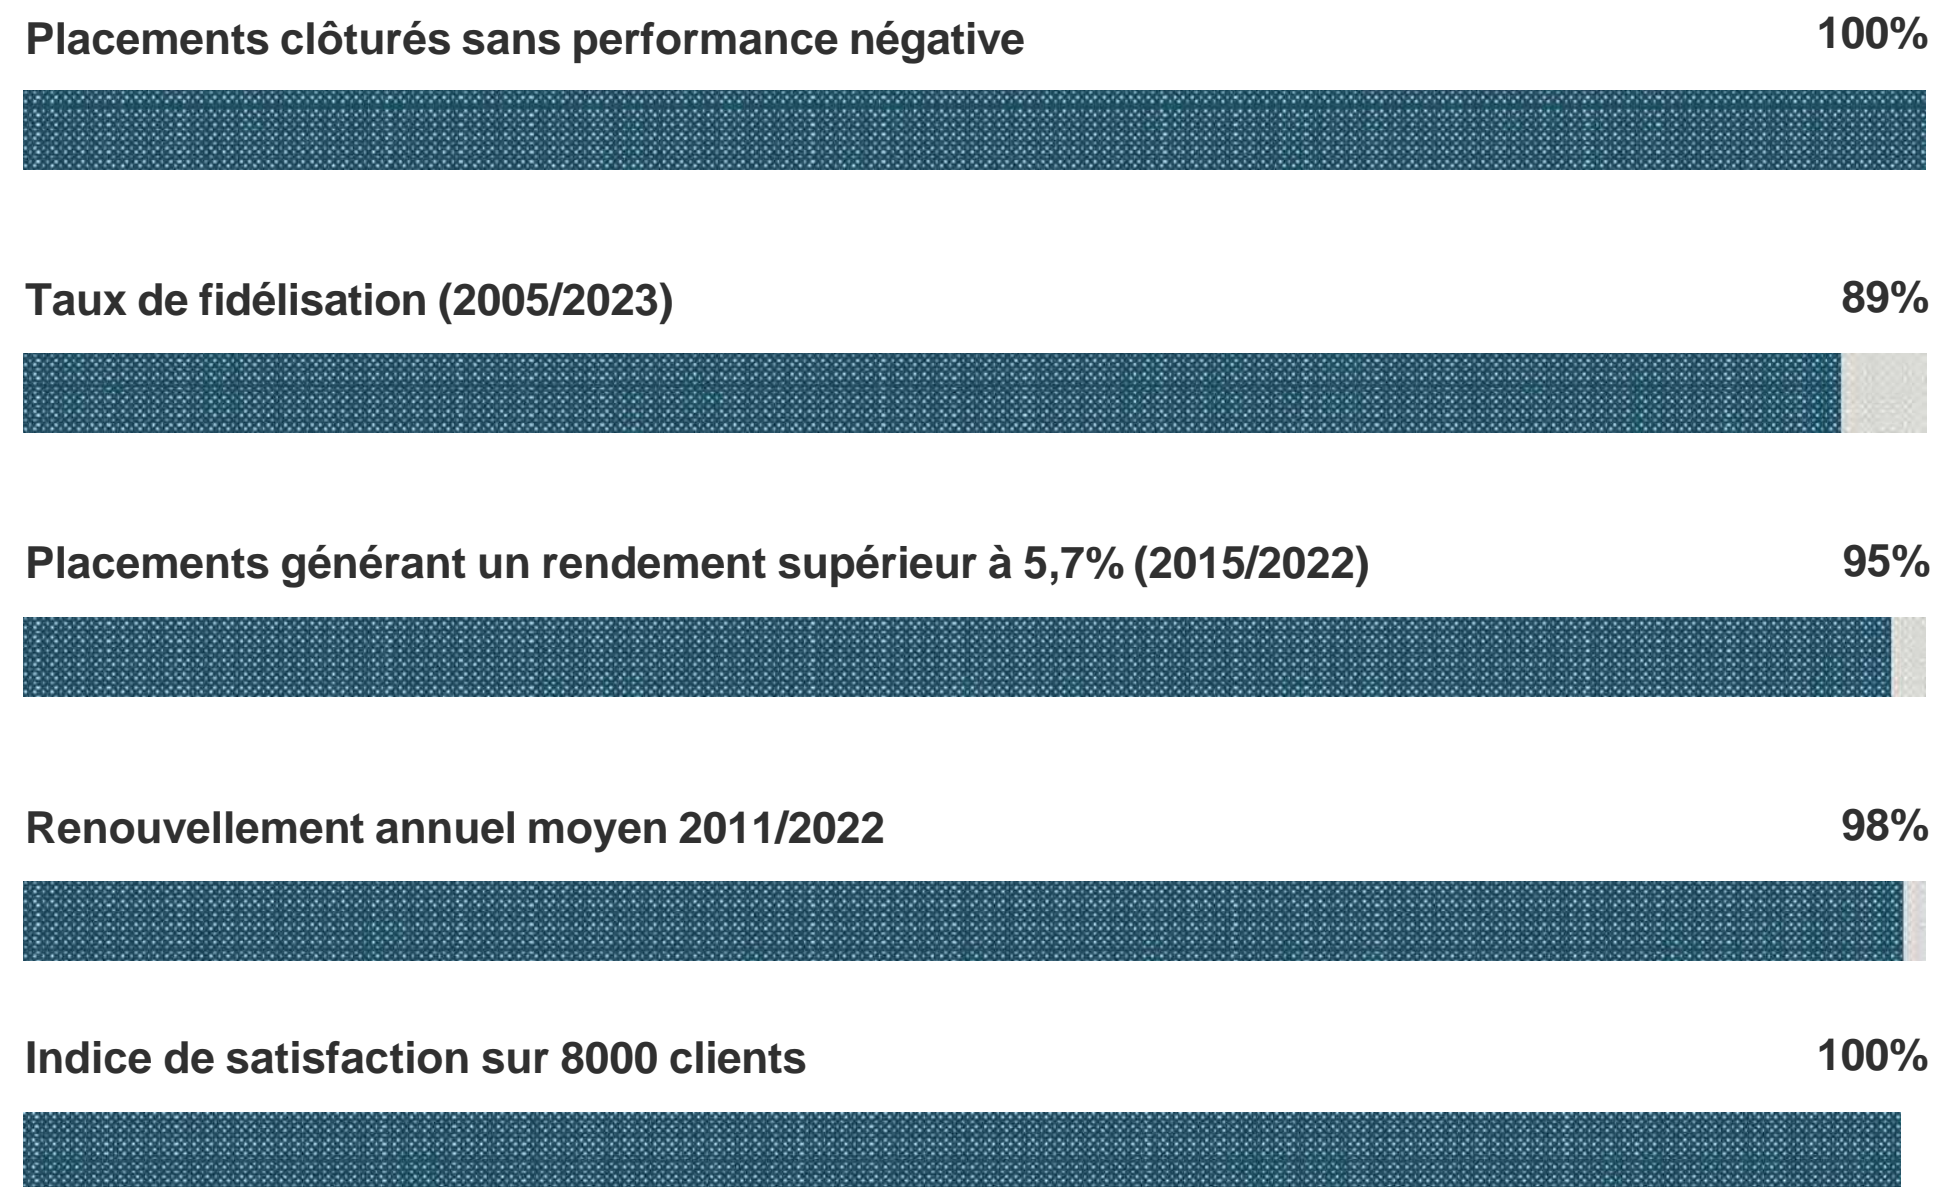 Placements clôturés sans performance négative 100%
Taux de fidélisation (2005/2023) 89%
Placements générant un rendement supérieur à 5,7% (2015/2022) 95%
Renouvellement annuel moyen 2011/2022 98%
Indice de satisfaction sur 8000 clients 100%